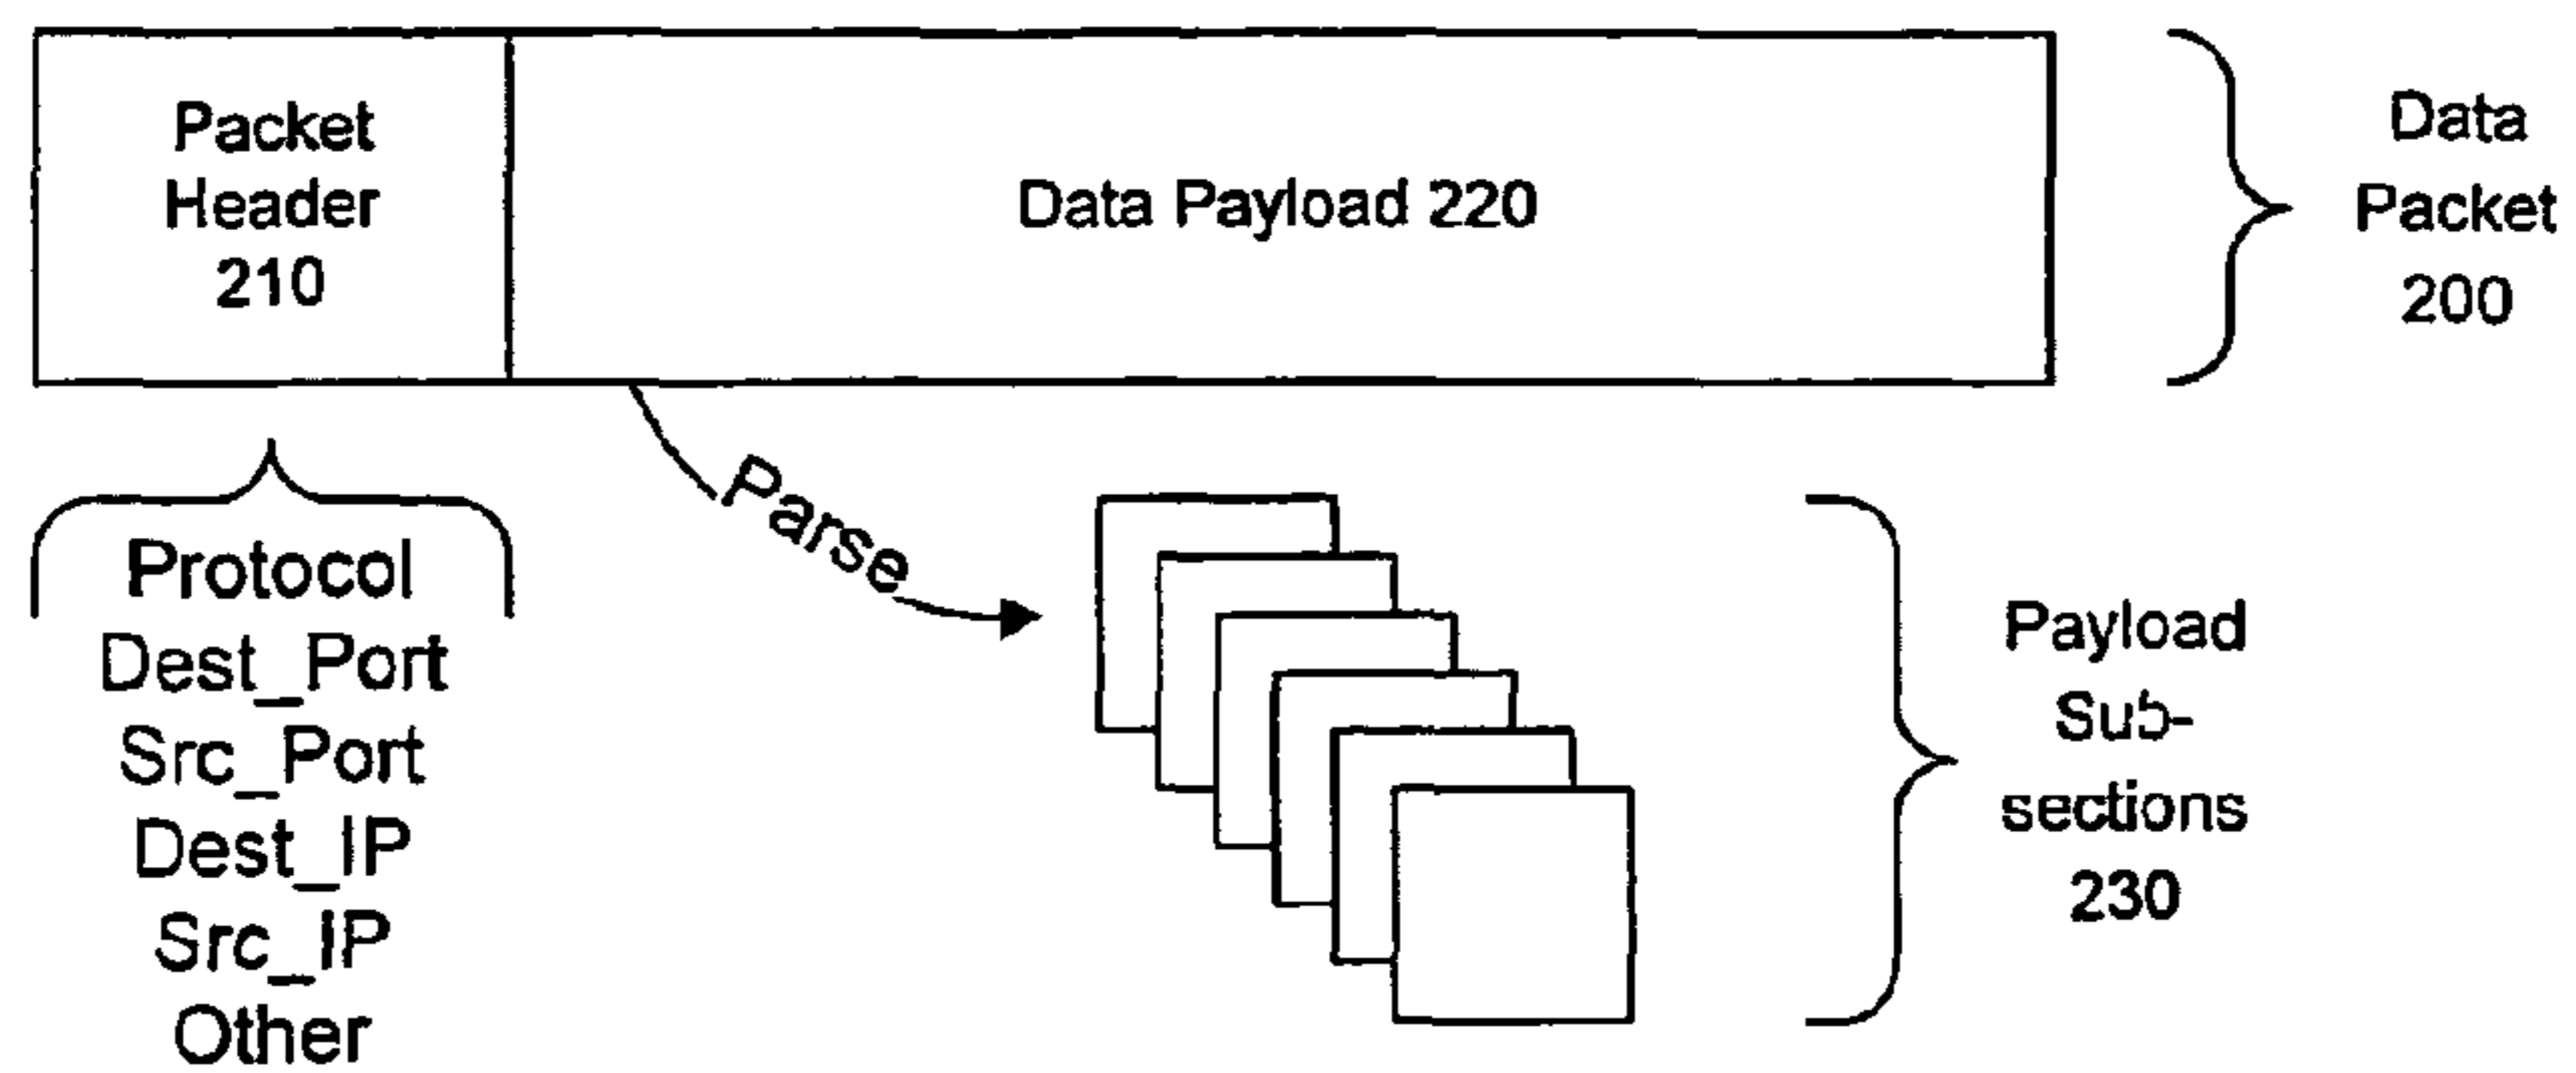 Packet
Header
210
Data Payload 220
Data
Packet
200
Protocol
Dest_Port
Src_Port
Dest_IP
Src_IP
Other
Parse
Payload
Sub-
sections
230